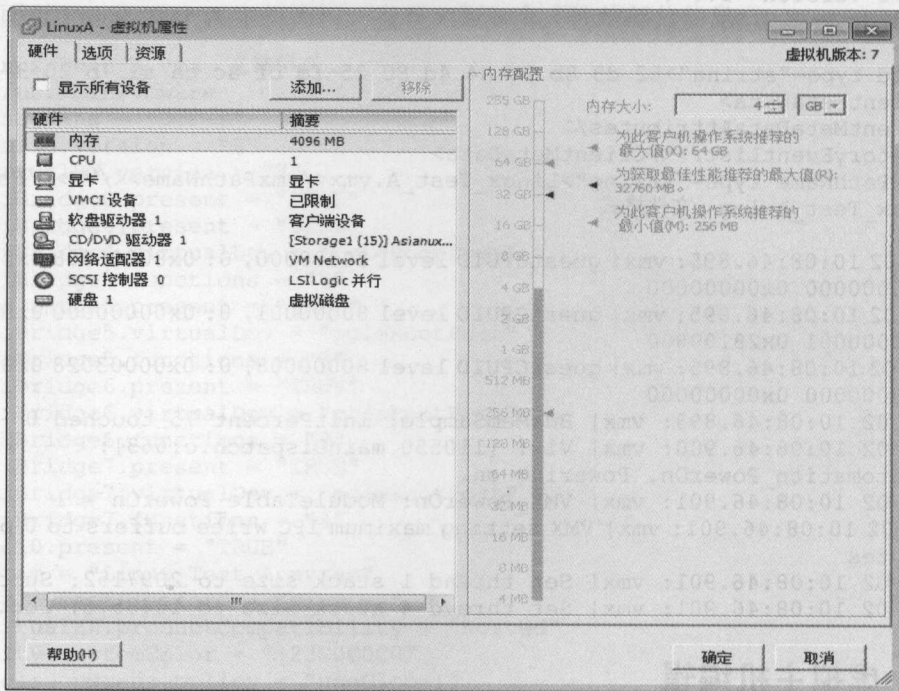 LinuxA - 虚拟机属性
硬件 选项 资源
虚拟机版本: 7
显示所有设备
添加...
移除
硬件 摘要
内存 4096 MB
CPU 1
显卡 显卡
VMCI 设备 已限制
软盘驱动器 1 客户端设备
CD/DVD 驱动器 1 [Storage1 (15)] Asianux...
网络适配器 1 VM Network
SCSI 控制器 0 LSI Logic 并行
硬盘 1 虚拟磁盘
内存配置
255 GB
128 GB
64 GB
32 GB
16 GB
8 GB
4 GB
2 GB
1 GB
512 MB
256 MB
128 MB
64 MB
32 MB
16 MB
8 MB
4 MB
内存大小: 4 GB
为此客户机操作系统推荐的
最大值(X): 64 GB
为获取最佳性能推荐的最大值(R):
32760 MB。
为此客户机操作系统推荐的
最小值(M): 256 MB
帮助(H)
确定
取消